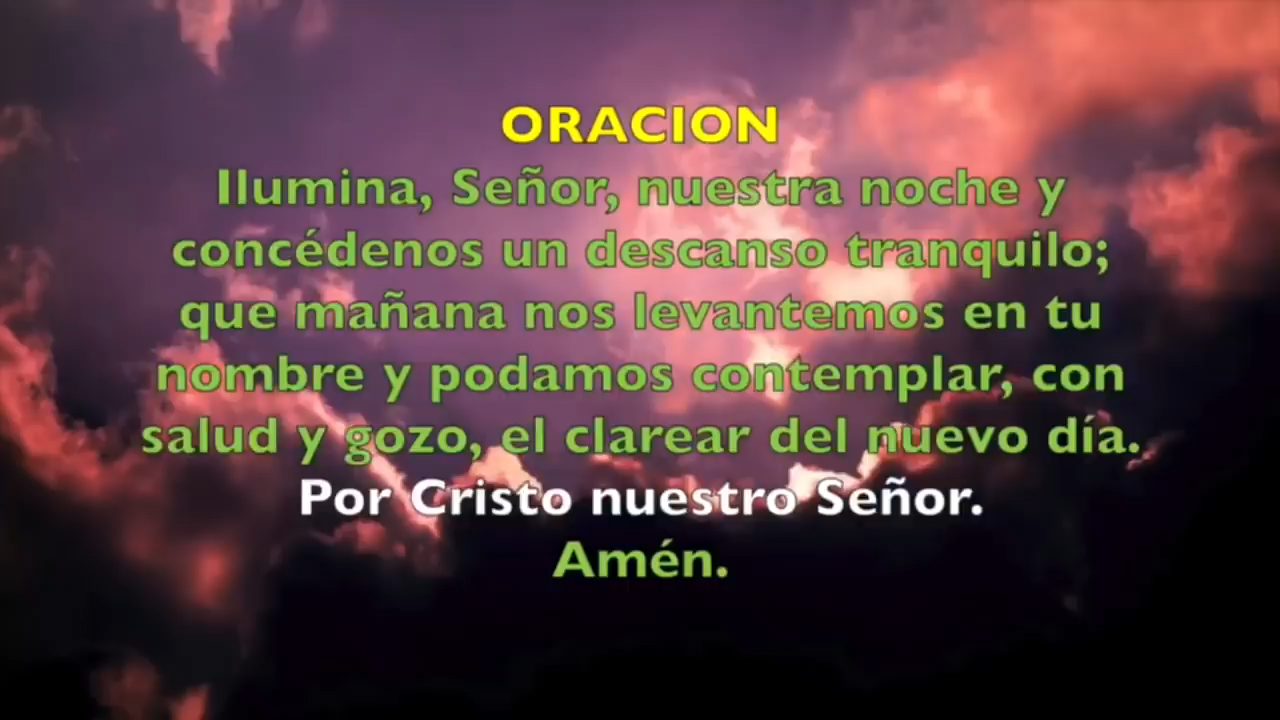 ORACION
Ilumina, Señor, nuestra noche y
concédenos un descanso tranquilo;
que mañana nos levantemos en tu
nombre y podamos contemplar, con
salud y gozo, el clarear del nuevo día.
Por Cristo nuestro Señor.
Amén.